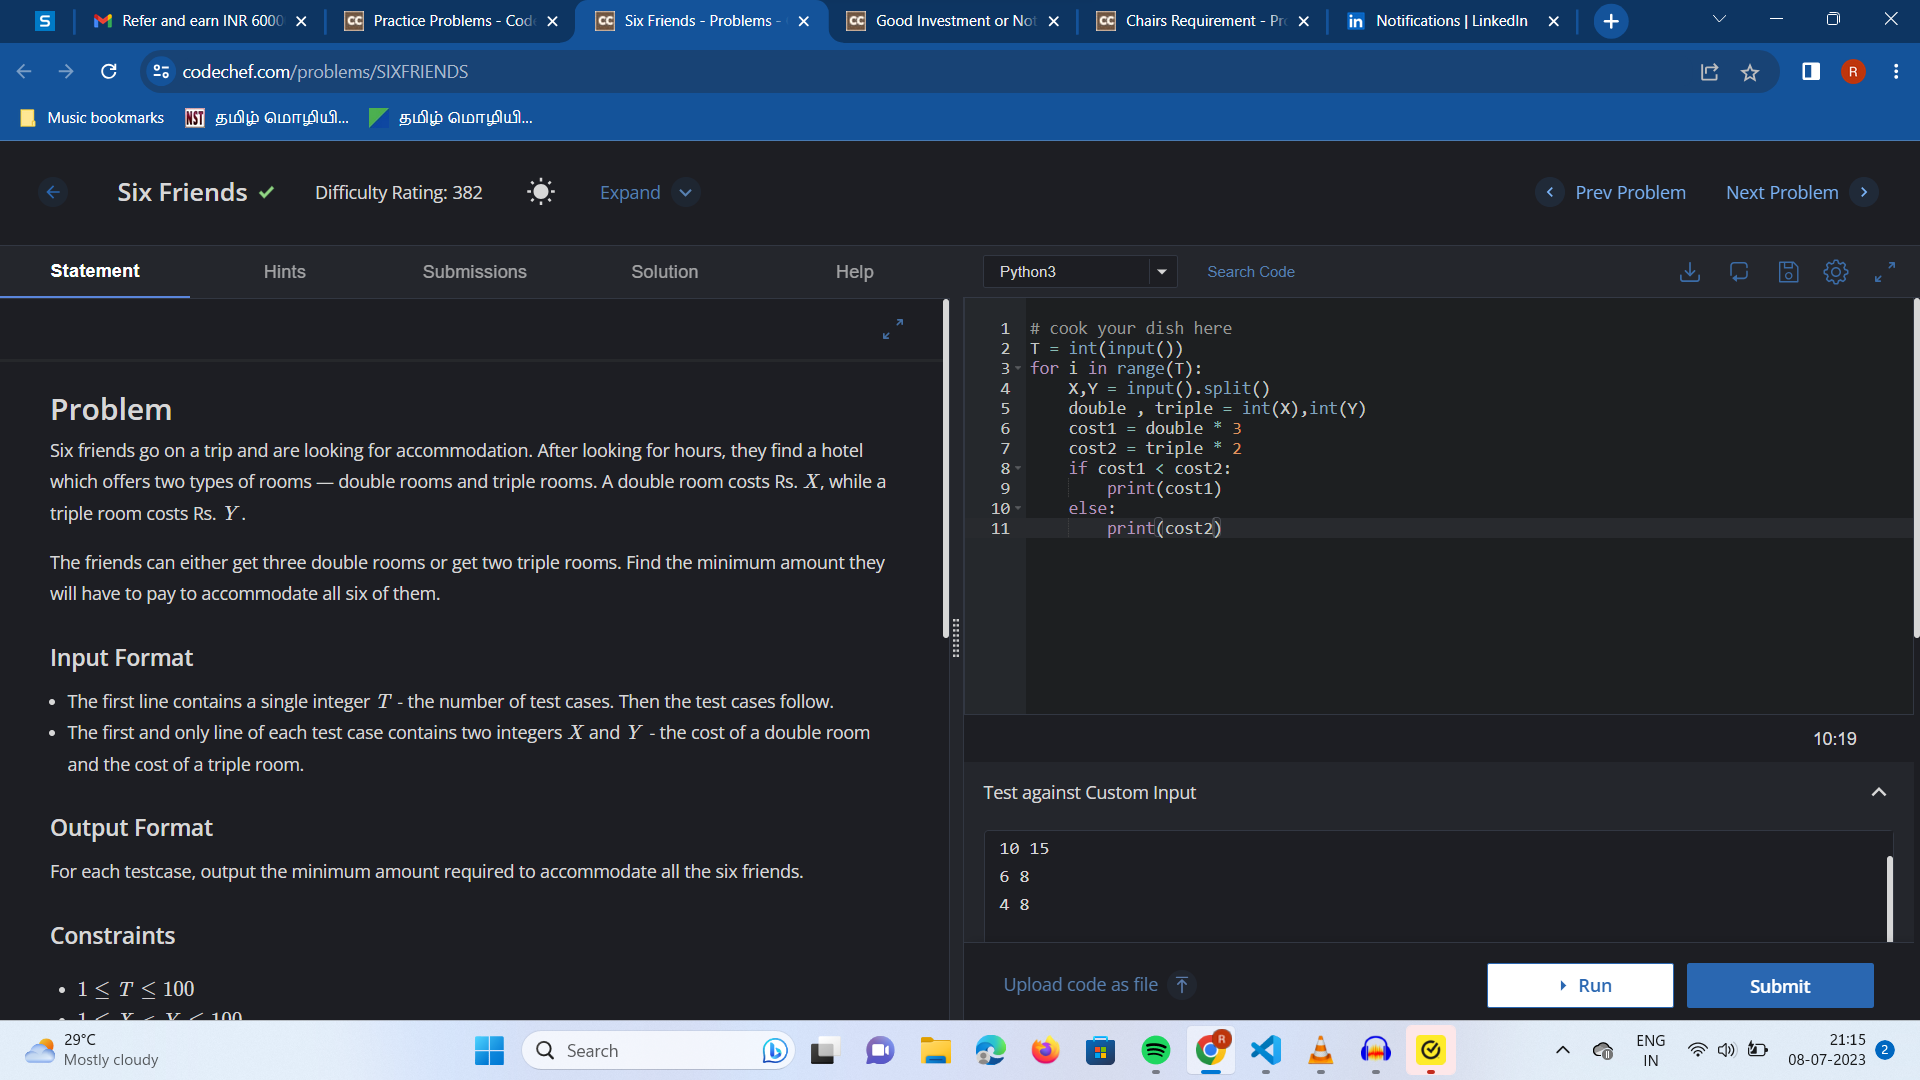 Refer and earn INR 6000
Practice Problems - Code
Six Friends - Problems -
Good Investment or Not
Chairs Requirement - Pr
Notifications | LinkedIn
codechef.com/problems/SIXFRIENDS
R
Music bookmarks
NST
தமிழ் மொழியி...
தமிழ் மொழியி...
Six Friends
Difficulty Rating: 382
Expand
Prev Problem
Next Problem
Statement
Hints
Submissions
Solution
Help
Python3
Search Code
Problem
Six friends go on a trip and are looking for accommodation. After looking for hours, they find a hotel
which offers two types of rooms — double rooms and triple rooms. A double room costs Rs. X, while a
triple room costs Rs. Y.
The friends can either get three double rooms or get two triple rooms. Find the minimum amount they
will have to pay to accommodate all six of them.
Input Format
• The first line contains a single integer T - the number of test cases. Then the test cases follow.
• The first and only line of each test case contains two integers X and Y - the cost of a double room
and the cost of a triple room.
Output Format
For each testcase, output the minimum amount required to accommodate all the six friends.
Constraints
• 1 ≤ T ≤ 100
• 1 ≤ X < Y ≤ 100
1 # cook your dish here
2 T = int(input())
3 for i in range(T):
4     X,Y = input().split()
5     double , triple = int(X),int(Y)
6     cost1 = double * 3
7     cost2 = triple * 2
8     if cost1 < cost2:
9         print(cost1)
10     else:
11         print(cost2)
10:19
Test against Custom Input
10 15
6 8
4 8
Upload code as file
Run
Submit
29°C
Mostly cloudy
Search
R
ENG
IN
21:15
08-07-2023
2